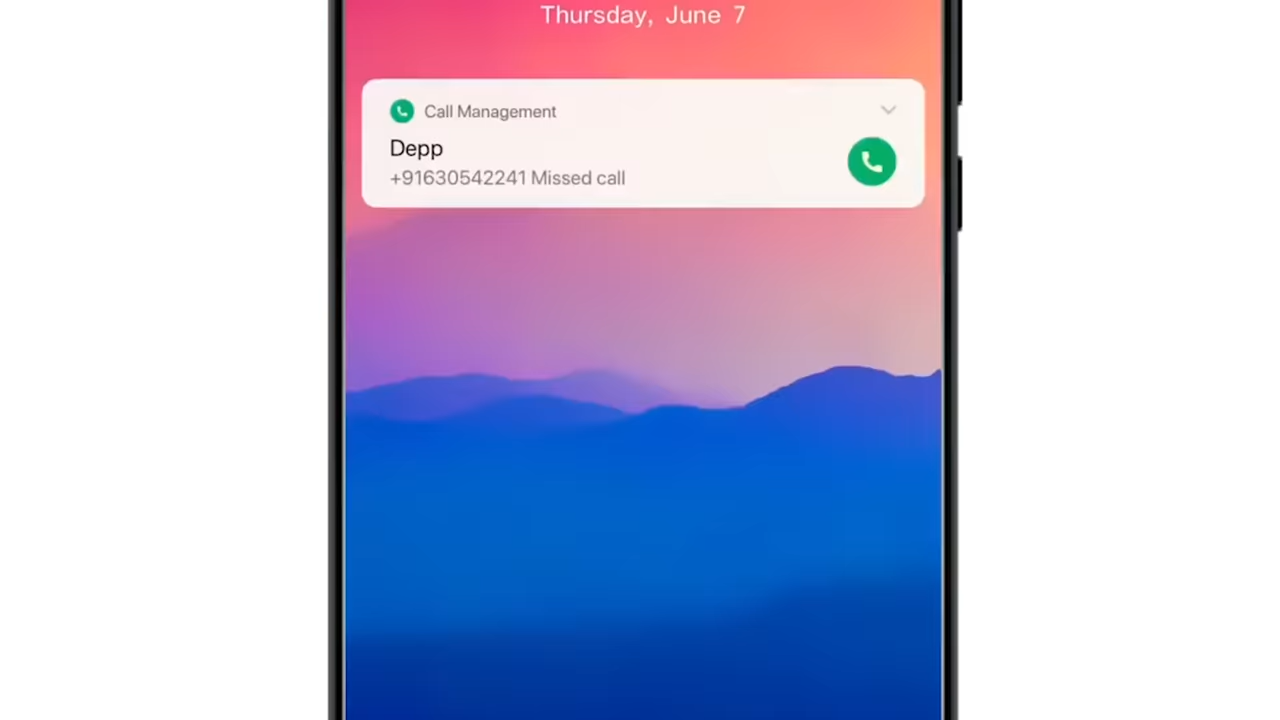 Thursday, June 7
Call Management
Depp
+91630542241 Missed call